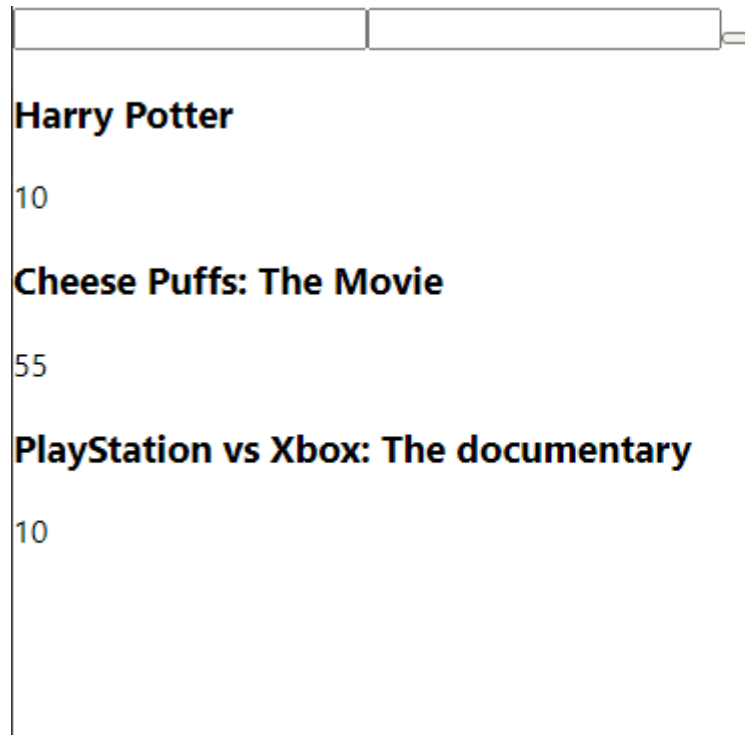 Harry Potter
10
Cheese Puffs: The Movie
55
PlayStation vs Xbox: The documentary
10